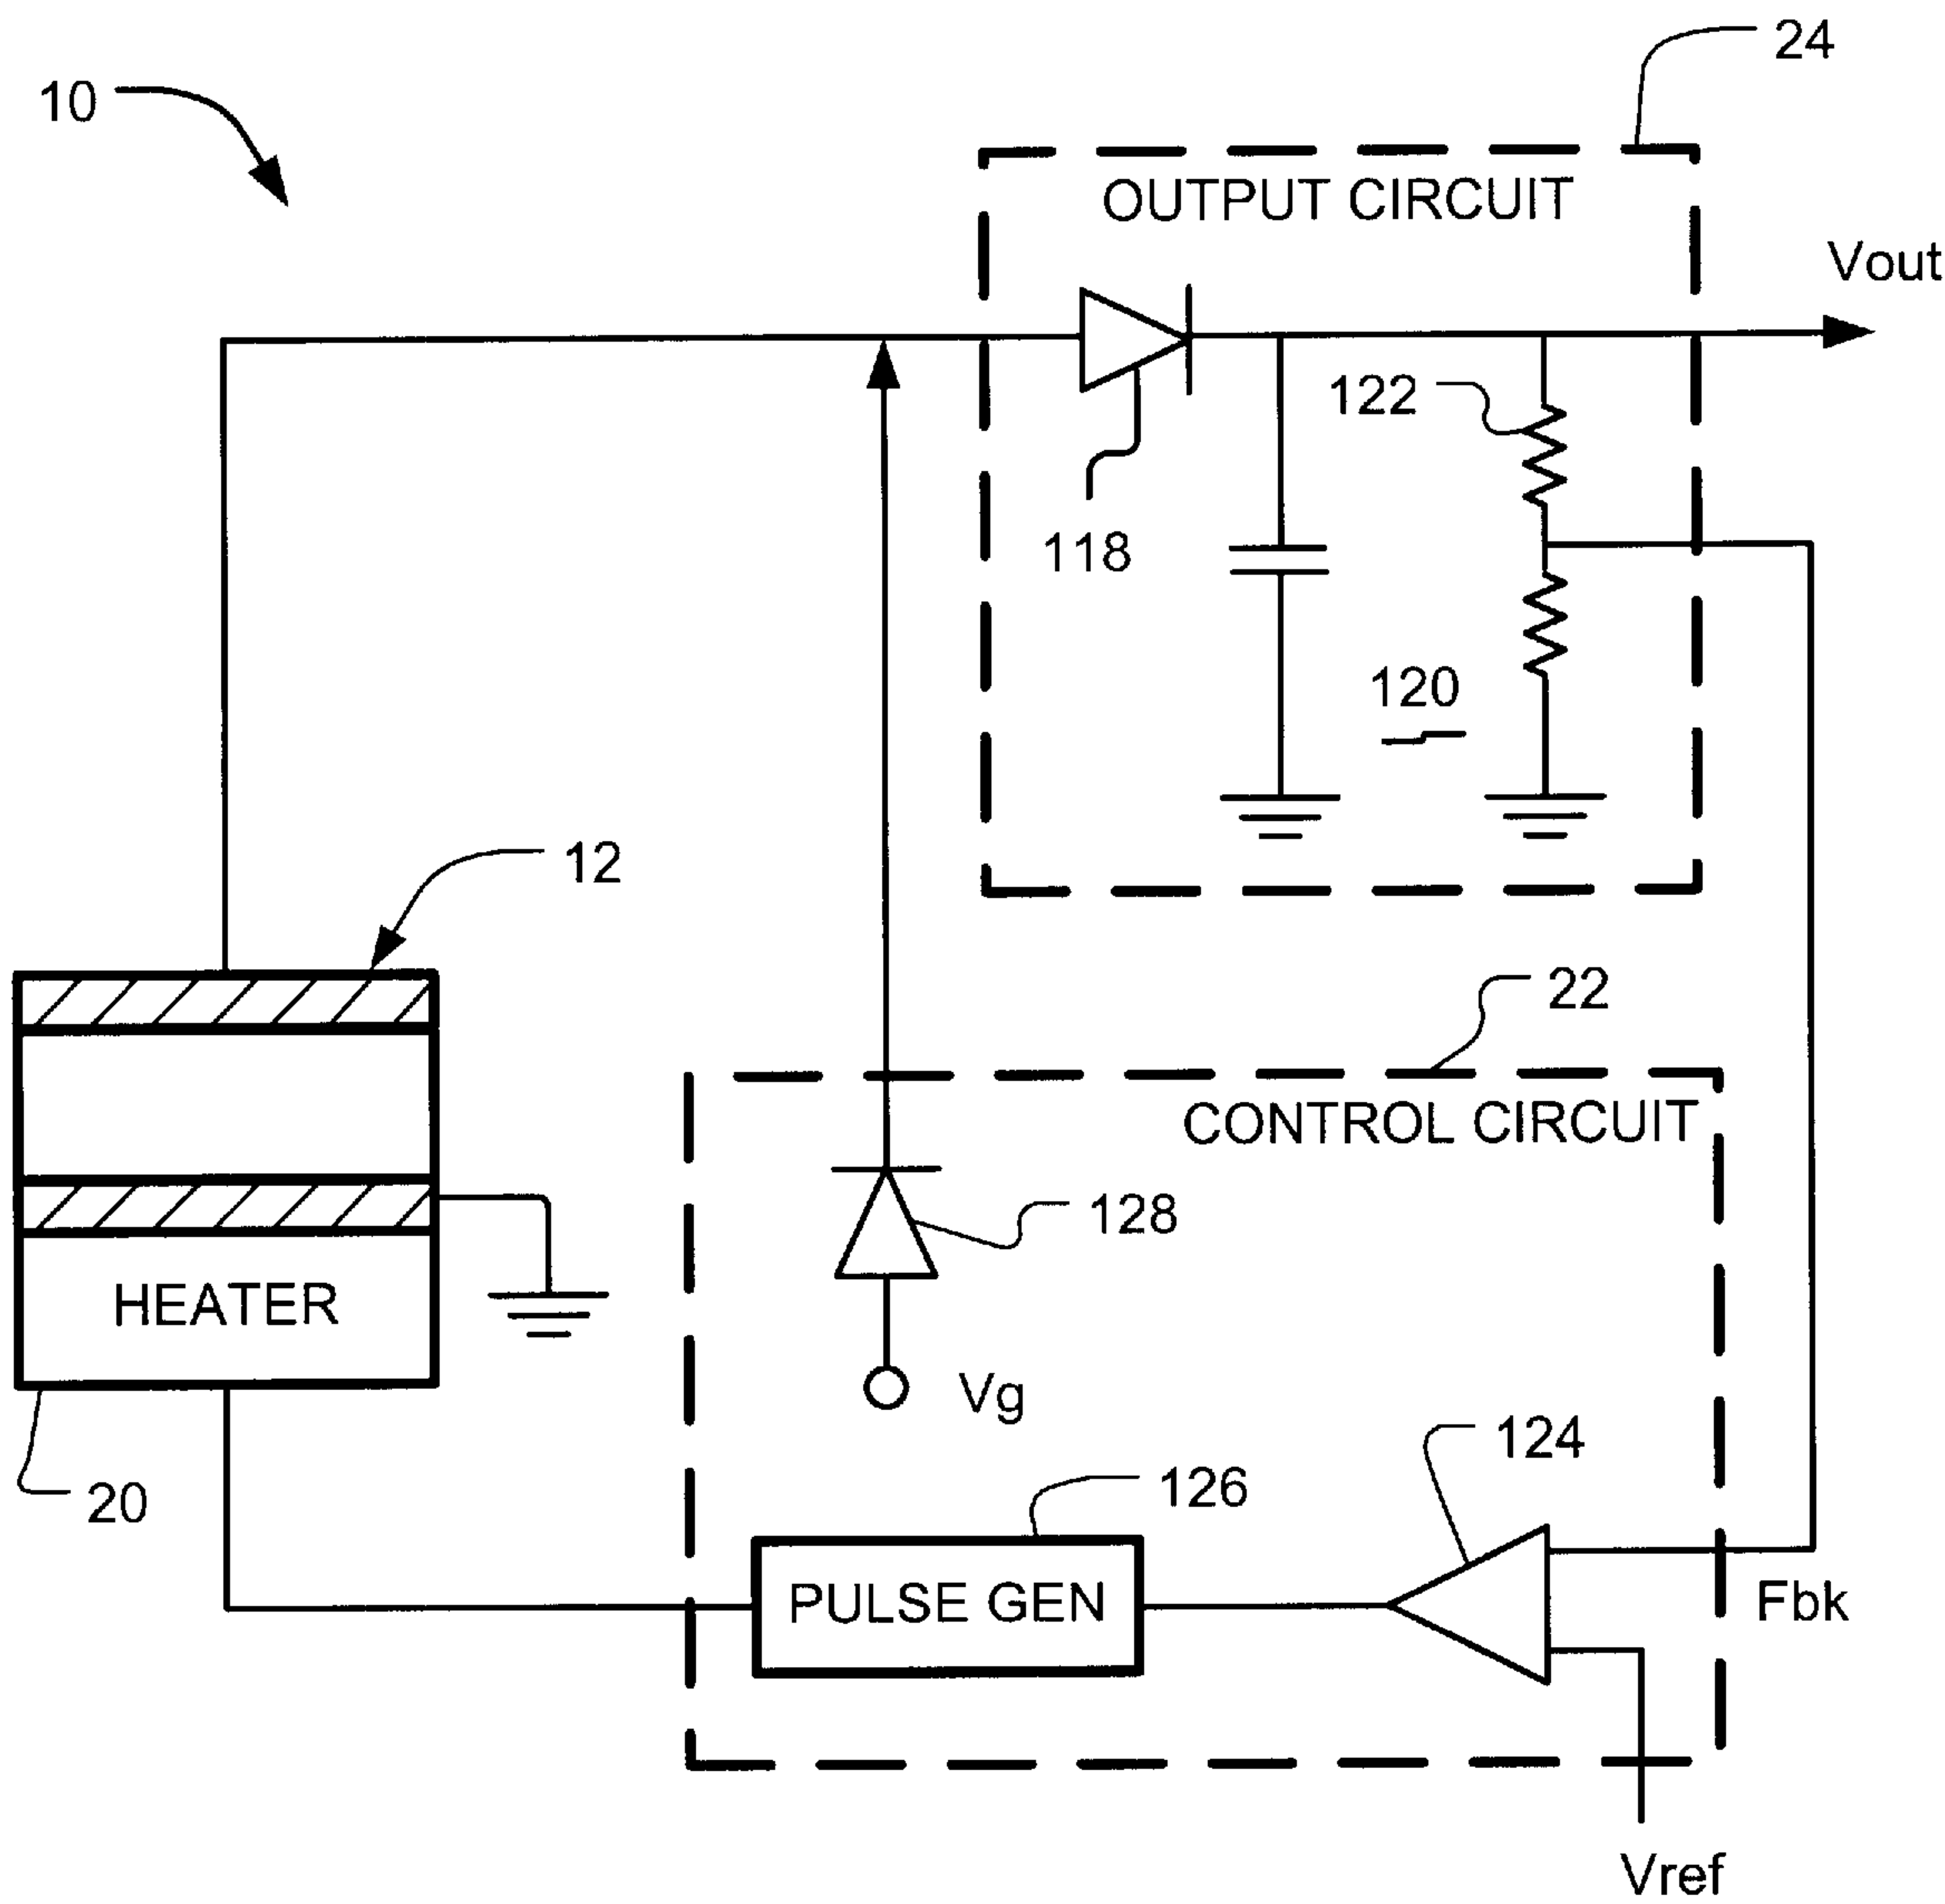 24
10
OUTPUT CIRCUIT
Vout
122
118
120
12
22
CONTROL CIRCUIT
128
HEATER
Vg
124
126
20
PULSE GEN
Fbk
Vref